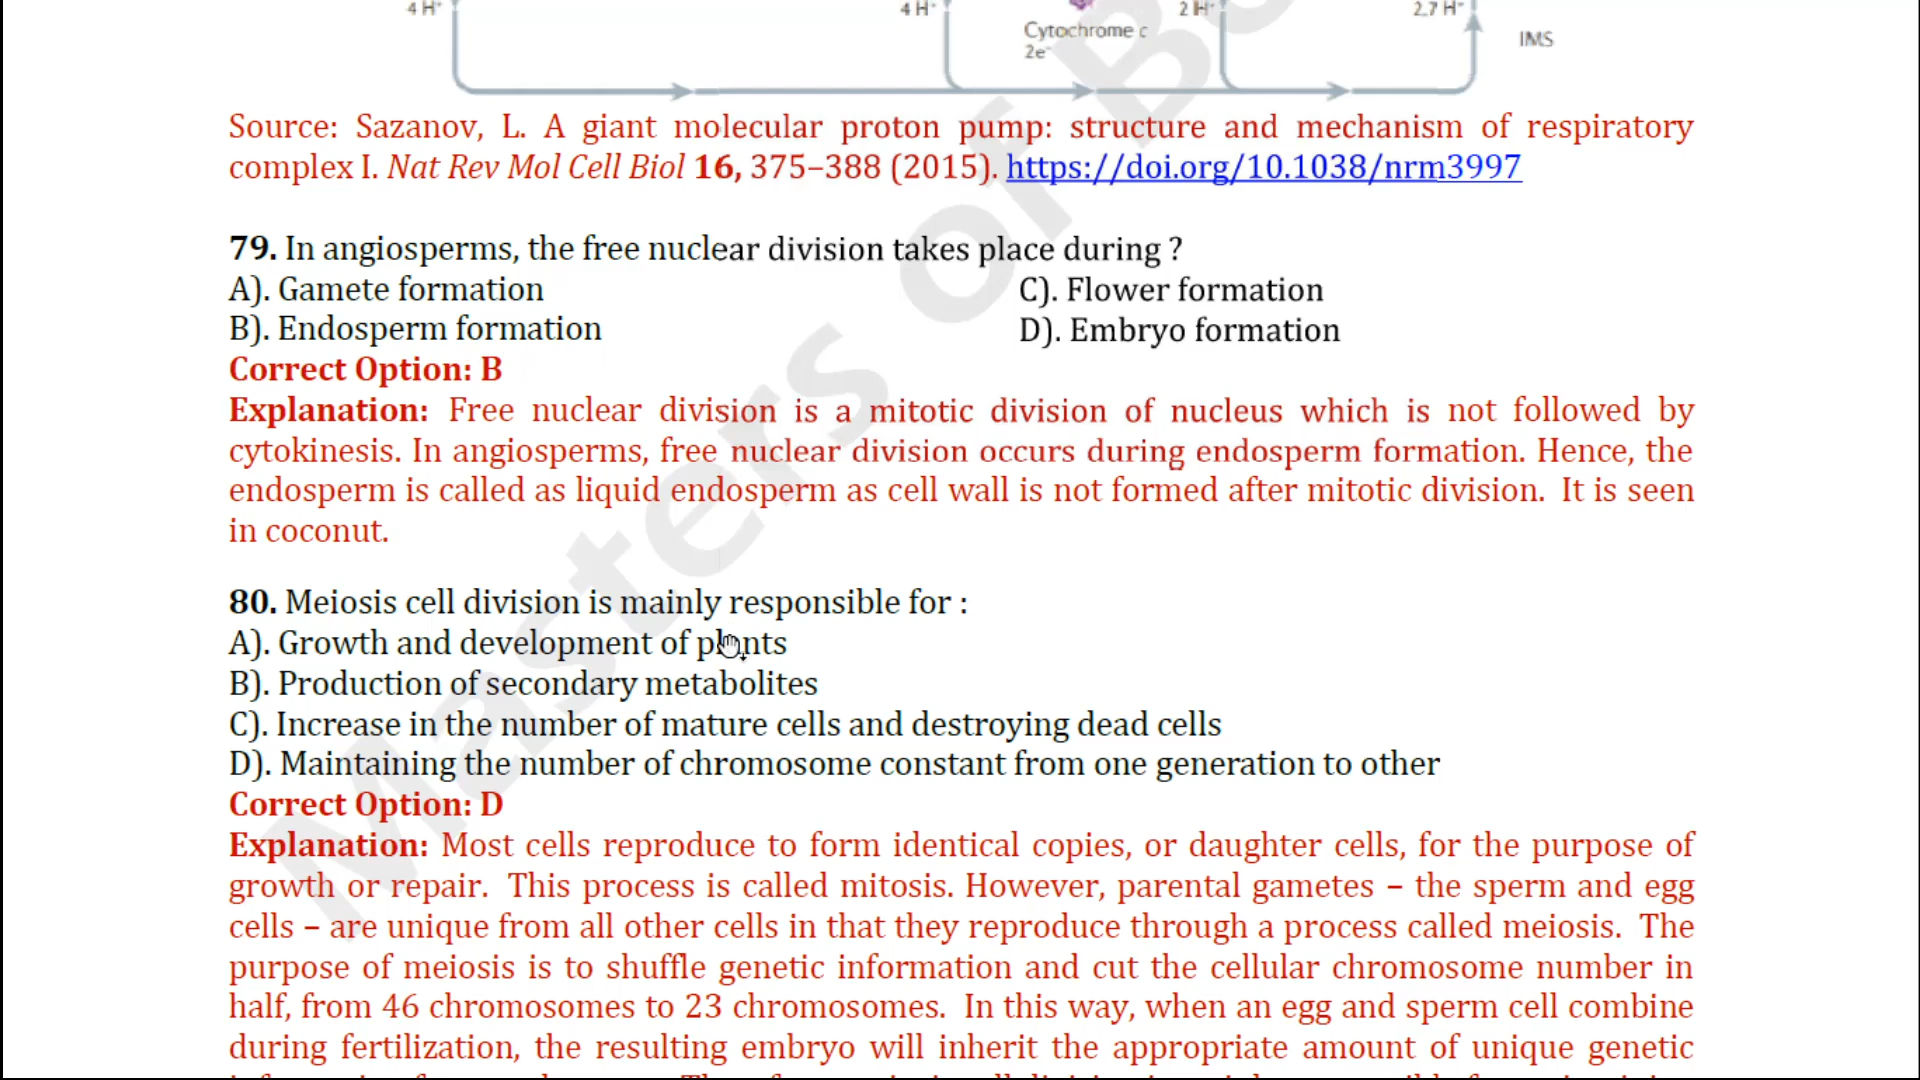 4 H⁺ 4 H⁺ 2 H⁺ 2.7 H⁺
Cytochrome c
2e⁻
IMS
Source: Sazanov, L. A giant molecular proton pump: structure and mechanism of respiratory
complex I. Nat Rev Mol Cell Biol 16, 375–388 (2015). https://doi.org/10.1038/nrm3997
79. In angiosperms, the free nuclear division takes place during ?
A). Gamete formation
C). Flower formation
B). Endosperm formation
D). Embryo formation
Correct Option: B
Explanation: Free nuclear division is a mitotic division of nucleus which is not followed by
cytokinesis. In angiosperms, free nuclear division occurs during endosperm formation. Hence, the
endosperm is called as liquid endosperm as cell wall is not formed after mitotic division. It is seen
in coconut.
80. Meiosis cell division is mainly responsible for :
A). Growth and development of plants
B). Production of secondary metabolites
C). Increase in the number of mature cells and destroying dead cells
D). Maintaining the number of chromosome constant from one generation to other
Correct Option: D
Explanation: Most cells reproduce to form identical copies, or daughter cells, for the purpose of
growth or repair. This process is called mitosis. However, parental gametes – the sperm and egg
cells – are unique from all other cells in that they reproduce through a process called meiosis. The
purpose of meiosis is to shuffle genetic information and cut the cellular chromosome number in
half, from 46 chromosomes to 23 chromosomes. In this way, when an egg and sperm cell combine
during fertilization, the resulting embryo will inherit the appropriate amount of unique genetic
Masters of